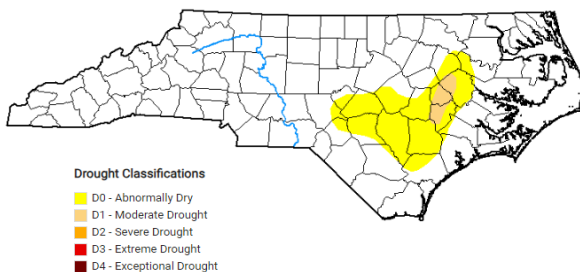 Drought Classifications
D0 - Abnormally Dry
D1 - Moderate Drought
D2 - Severe Drought
D3 - Extreme Drought
D4 - Exceptional Drought